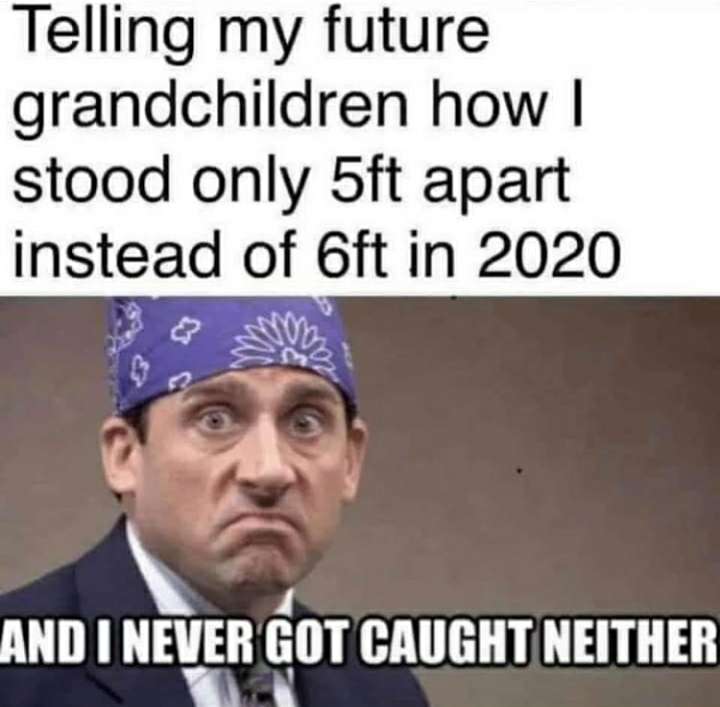 Telling my future
grandchildren how I
stood only 5ft apart
instead of 6ft in 2020
AND I NEVER GOT CAUGHT NEITHER